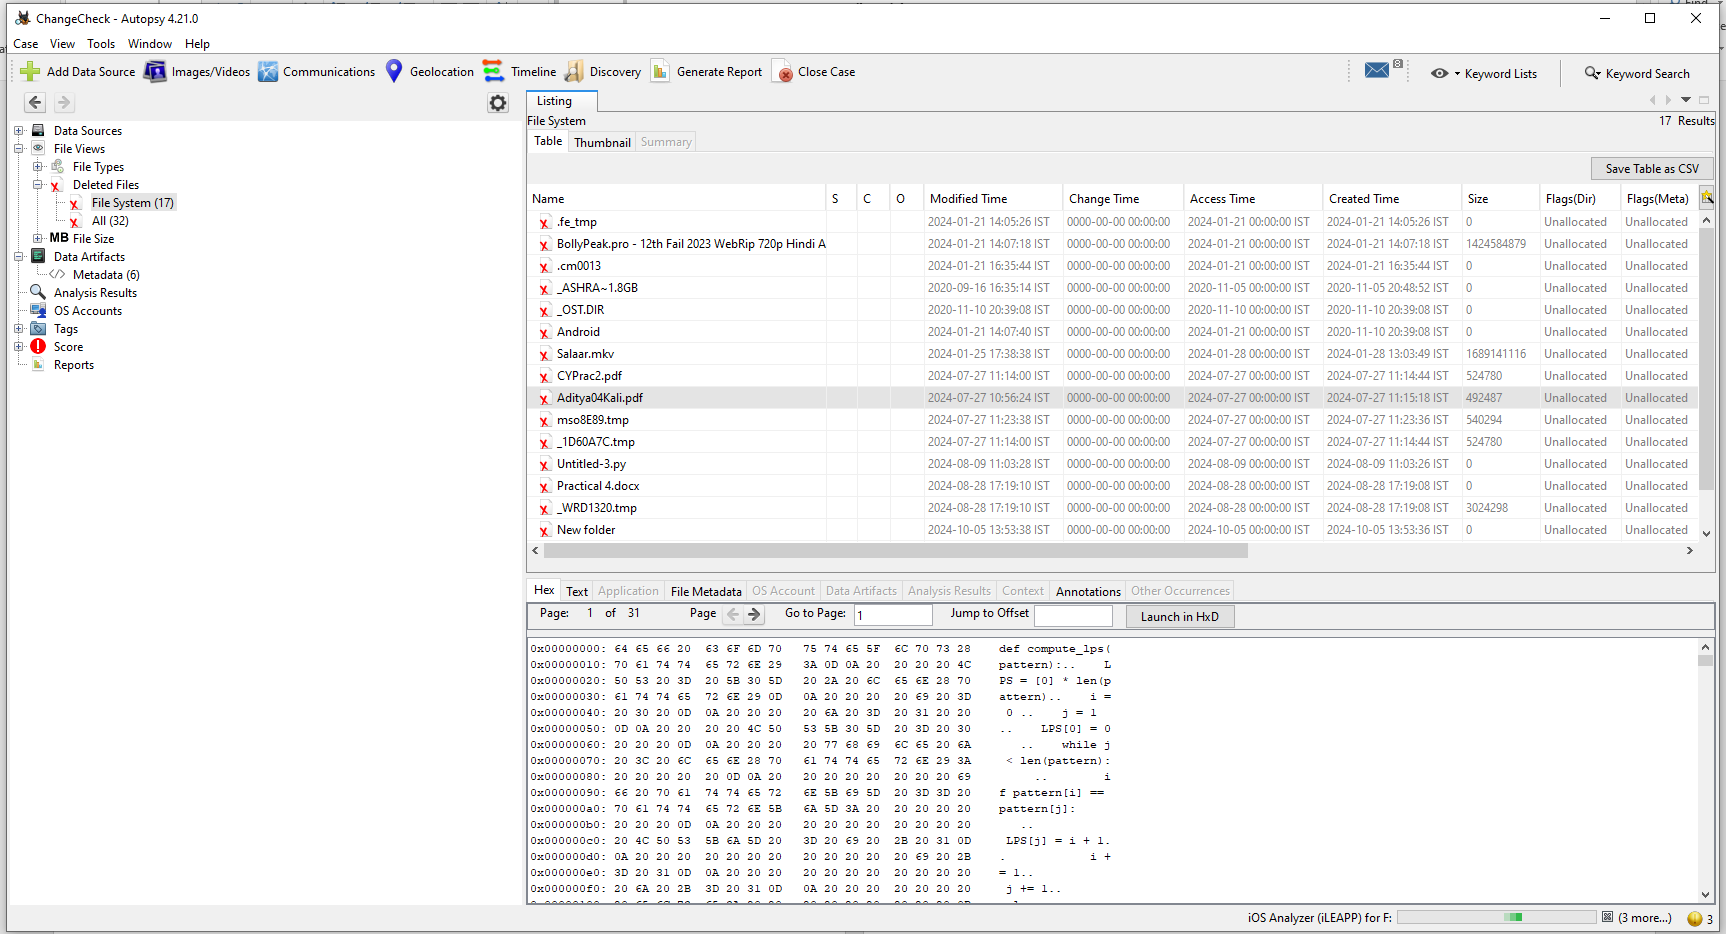 ChangeCheck - Autopsy 4.21.0
Case View Tools Window Help
Add Data Source Images/Videos Communications Geolocation Timeline Discovery Generate Report Close Case Keyword Lists Keyword Search
Data Sources
File Views
File Types
Deleted Files
File System (17)
All (32)
MB File Size
Data Artifacts
Metadata (6)
Analysis Results
OS Accounts
Tags
Score
Reports
Listing
File System 17 Results
Table Thumbnail Summary
Save Table as CSV
Name S C O Modified Time Change Time Access Time Created Time Size Flags(Dir) Flags(Meta)
.fe_tmp 2024-01-21 14:05:26 IST 0000-00-00 00:00:00 2024-01-21 00:00:00 IST 2024-01-21 14:05:26 IST 0 Unallocated Unallocated
BollyPeak.pro - 12th Fail 2023 WebRip 720p Hindi A 2024-01-21 14:07:18 IST 0000-00-00 00:00:00 2024-01-21 00:00:00 IST 2024-01-21 14:07:18 IST 1424584879 Unallocated Unallocated
.cm0013 2024-01-21 16:35:44 IST 0000-00-00 00:00:00 2024-01-21 00:00:00 IST 2024-01-21 16:35:44 IST 0 Unallocated Unallocated
_ASHRA~1.8GB 2020-09-16 16:35:14 IST 0000-00-00 00:00:00 2020-11-05 00:00:00 IST 2020-11-05 20:48:52 IST 0 Unallocated Unallocated
_OST.DIR 2020-11-10 20:39:08 IST 0000-00-00 00:00:00 2020-11-10 00:00:00 IST 2020-11-10 20:39:08 IST 0 Unallocated Unallocated
Android 2024-01-21 14:07:40 IST 0000-00-00 00:00:00 2024-01-21 00:00:00 IST 2020-11-10 20:39:08 IST 0 Unallocated Unallocated
Salaar.mkv 2024-01-25 17:38:38 IST 0000-00-00 00:00:00 2024-01-28 00:00:00 IST 2024-01-28 13:03:49 IST 1689141116 Unallocated Unallocated
CYPrac2.pdf 2024-07-27 11:14:00 IST 0000-00-00 00:00:00 2024-07-27 00:00:00 IST 2024-07-27 11:14:44 IST 524780 Unallocated Unallocated
Aditya04Kali.pdf 2024-07-27 10:56:24 IST 0000-00-00 00:00:00 2024-07-27 00:00:00 IST 2024-07-27 11:15:18 IST 492487 Unallocated Unallocated
mso8E89.tmp 2024-07-27 11:23:38 IST 0000-00-00 00:00:00 2024-07-27 00:00:00 IST 2024-07-27 11:23:36 IST 540294 Unallocated Unallocated
_1D60A7C.tmp 2024-07-27 11:14:00 IST 0000-00-00 00:00:00 2024-07-27 00:00:00 IST 2024-07-27 11:14:44 IST 524780 Unallocated Unallocated
Untitled-3.py 2024-08-09 11:03:28 IST 0000-00-00 00:00:00 2024-08-09 00:00:00 IST 2024-08-09 11:03:26 IST 0 Unallocated Unallocated
Practical 4.docx 2024-08-28 17:19:10 IST 0000-00-00 00:00:00 2024-08-28 00:00:00 IST 2024-08-28 17:19:08 IST 0 Unallocated Unallocated
_WRD1320.tmp 2024-08-28 17:19:10 IST 0000-00-00 00:00:00 2024-08-28 00:00:00 IST 2024-08-28 17:19:08 IST 3024298 Unallocated Unallocated
New folder 2024-10-05 13:53:38 IST 0000-00-00 00:00:00 2024-10-05 00:00:00 IST 2024-10-05 13:53:36 IST 0 Unallocated Unallocated
Hex Text Application File Metadata OS Account Data Artifacts Analysis Results Context Annotations Other Occurrences
Page: 1 of 31 Page Go to Page: 1 Jump to Offset Launch in HxD
0x00000000: 64 65 66 20 63 6F 6D 70 75 74 65 5F 6C 70 73 28 def compute_lps(
0x00000010: 70 61 74 74 65 72 6E 29 3A 0D 0A 20 20 20 20 4C pattern):.. L
0x00000020: 50 53 20 3D 20 5B 30 5D 20 2A 20 6C 65 6E 28 70 PS = [0] * len(p
0x00000030: 61 74 74 65 72 6E 29 0D 0A 20 20 20 20 69 20 3D attern).. i =
0x00000040: 20 30 20 0D 0A 20 20 20 20 6A 20 3D 20 31 20 20 0 .. j = 1
0x00000050: 0D 0A 20 20 20 20 4C 50 53 5B 30 5D 20 3D 20 30 .. LPS[0] = 0
0x00000060: 20 20 20 0D 0A 20 20 20 20 77 68 69 6C 65 20 6A .. while j
0x00000070: 20 3C 20 6C 65 6E 28 70 61 74 74 65 72 6E 29 3A < len(pattern):
0x00000080: 20 20 20 20 20 0D 0A 20 20 20 20 20 20 20 20 69 .. i
0x00000090: 66 20 70 61 74 74 65 72 6E 5B 69 5D 20 3D 3D 20 f pattern[i] ==
0x000000a0: 70 61 74 74 65 72 6E 5B 6A 5D 3A 20 20 20 20 20 pattern[j]:
0x000000b0: 20 20 20 0D 0A 20 20 20 20 20 20 20 20 20 20 20 ..
0x000000c0: 20 4C 50 53 5B 6A 5D 20 3D 20 69 20 2B 20 31 0D LPS[j] = i + 1.
0x000000d0: 0A 20 20 20 20 20 20 20 20 20 20 20 20 69 20 2B . i +
0x000000e0: 3D 20 31 0D 0A 20 20 20 20 20 20 20 20 20 20 20 = 1..
0x000000f0: 20 6A 20 2B 3D 20 31 0D 0A 20 20 20 20 20 20 20 j += 1..
iOS Analyzer (iLEAPP) for F: (3 more...) 3